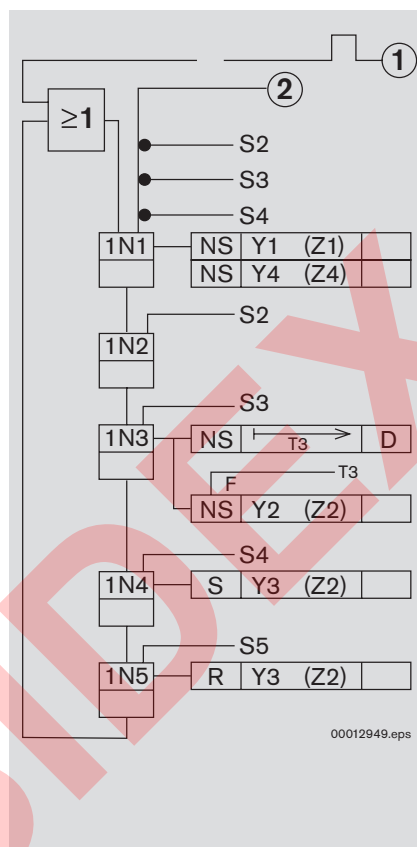 1
2
≥1
S2
S3
S4
1N1 NS Y1 (Z1)
NS Y4 (Z4)
S2
1N2
S3
1N3 NS T3 D
T3
F
NS Y2 (Z2)
S4
1N4 S Y3 (Z2)
S5
1N5 R Y3 (Z2)
00012949.eps